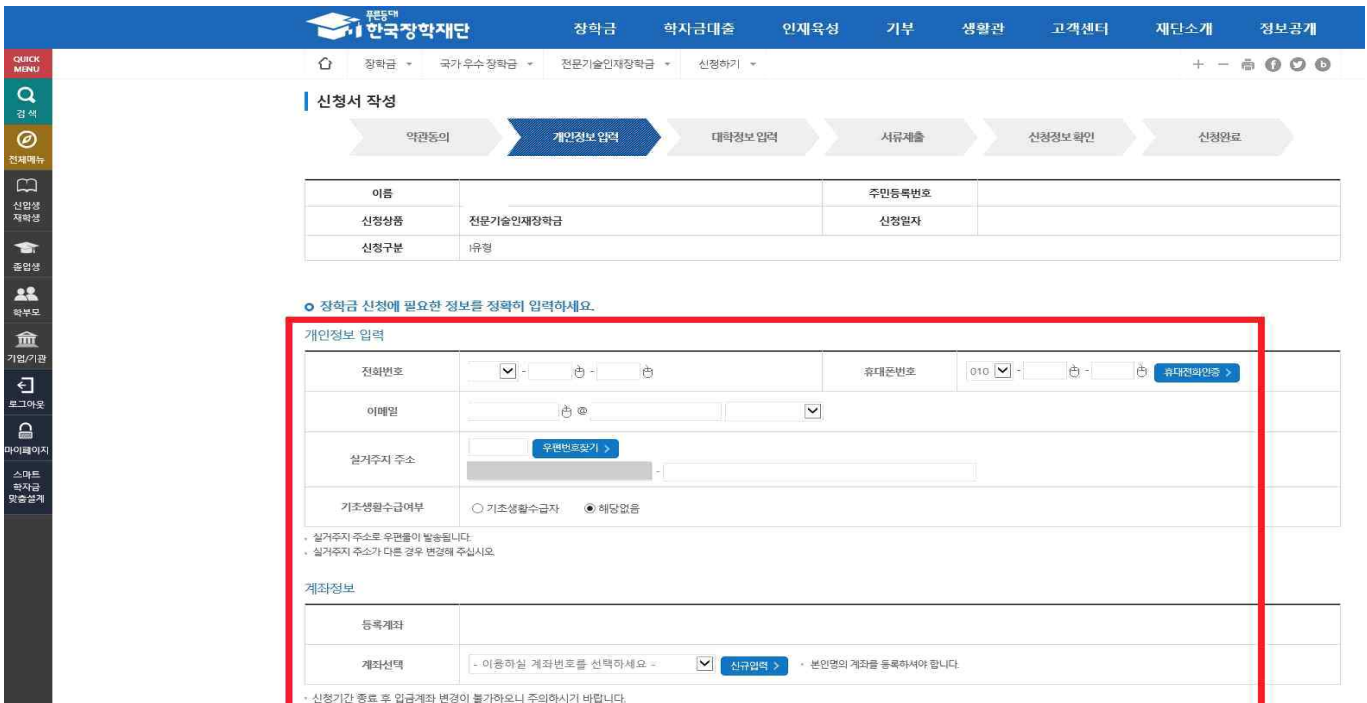 푸른등대
한국장학재단 장학금 학자금대출 인재육성 기부 생활관 고객센터 재단소개 정보공개
QUICK MENU
장학금 국가우수장학금 전문기술인재장학금 신청하기
검색
전체메뉴
신입생
재학생
졸업생
학부모
기업/기관
로그아웃
마이페이지
스마트
학자금
맞춤설계
신청서 작성
약관동의 개인정보 입력 대학정보 입력 서류제출 신청정보 확인 신청완료
이름 주민등록번호
신청상품 전문기술인재장학금 신청일자
신청구분 I유형
장학금 신청에 필요한 정보를 정확히 입력하세요.
개인정보 입력
전화번호 - - 휴대폰번호 010 - - 휴대전화인증 >
이메일 @
실거주지 주소 우편번호찾기 >
-
기초생활수급여부 기초생활수급자 해당없음
· 실거주지 주소로 우편물이 발송됩니다.
· 실거주지 주소가 다른 경우 변경해 주십시오.
계좌정보
등록계좌
계좌선택 - 이용하실 계좌번호를 선택하세요 - 신규입력 > · 본인명의 계좌를 등록하셔야 합니다.
· 신청기간 종료 후 입금계좌 변경이 불가하오니 주의하시기 바랍니다.